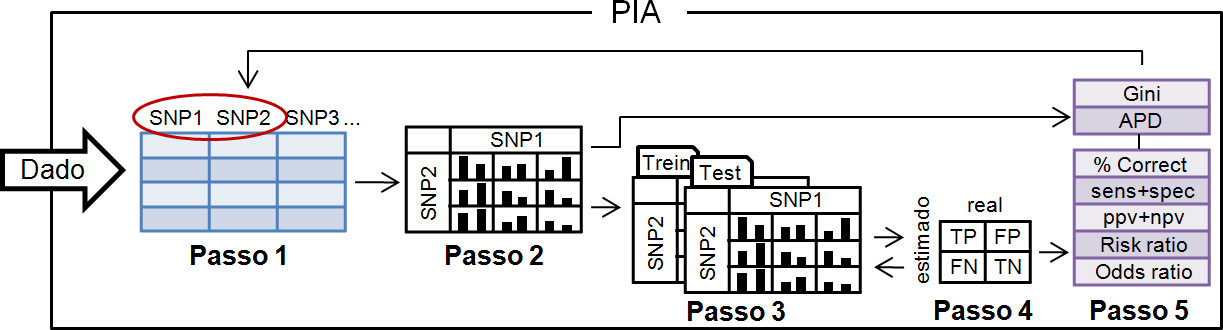 PIA
Dado
SNP1 SNP2 SNP3 ...
Passo 1
SNP1
SNP2
Passo 2
Trein
SNP2
Test
SNP1
SNP2
Passo 3
real
estimado
TP FP
FN TN
Passo 4
Gini
APD
% Correct
sens+spec
ppv+npv
Risk ratio
Odds ratio
Passo 5